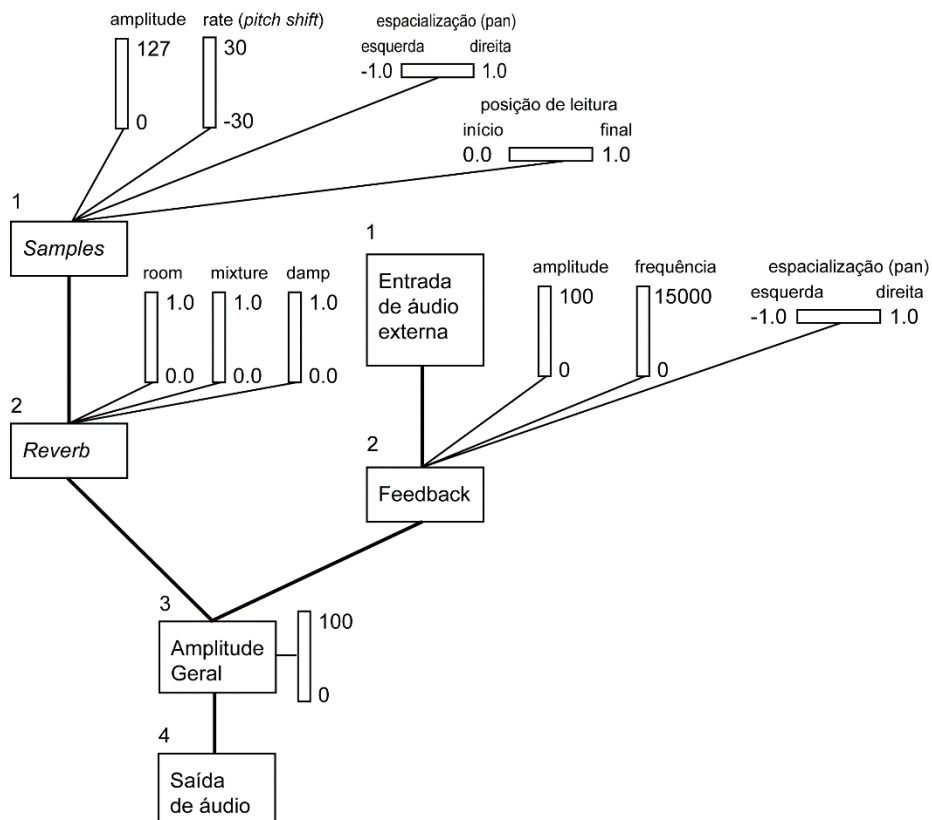 amplitude
127
0
rate (pitch shift)
30
-30
espacialização (pan)
esquerda direita
-1.0 1.0
posição de leitura
início final
0.0 1.0
1
Samples
room
1.0
0.0
mixture
1.0
0.0
damp
1.0
0.0
2
Reverb
1
Entrada
de áudio
externa
amplitude
100
0
frequência
15000
0
espacialização (pan)
esquerda direita
-1.0 1.0
2
Feedback
3
Amplitude
Geral
100
0
4
Saída
de áudio